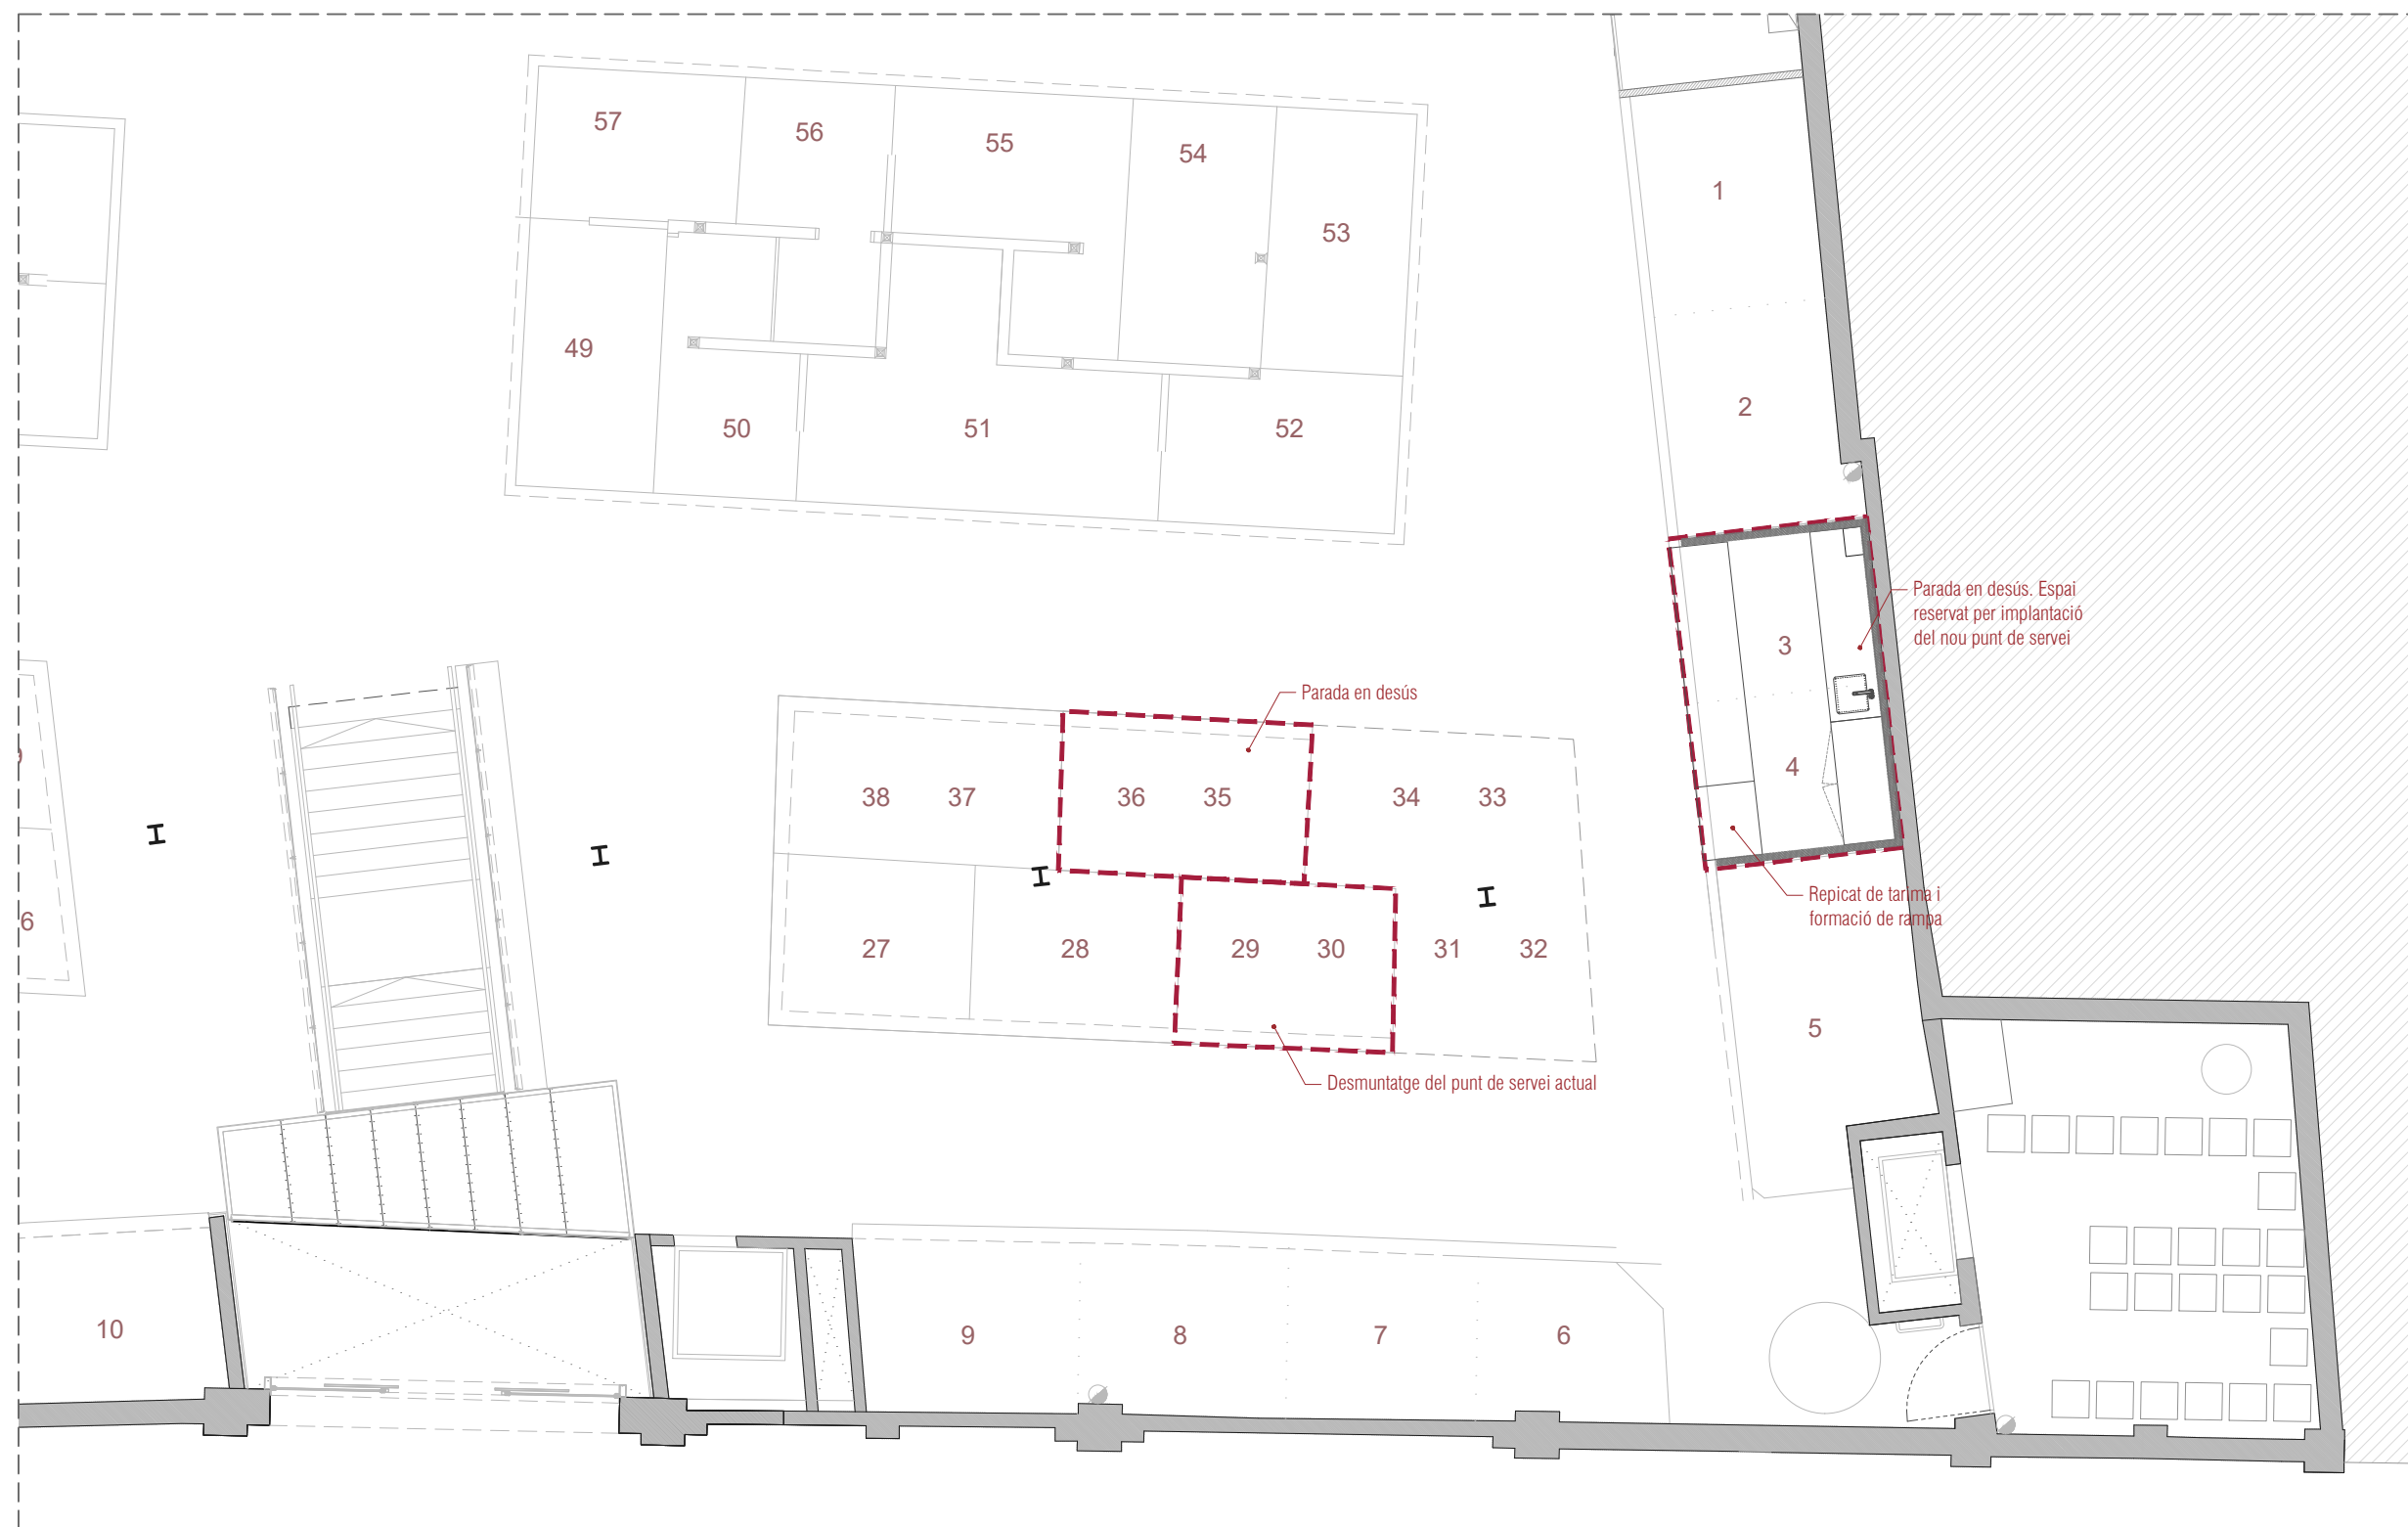 57
56
55
54
53
1
49
50
51
52
2
Parada en desús. Espai
reservat per implantació
del nou punt de servei
3
4
Parada en desús
38 37 36 35 34 33
Repicat de tarima i
formació de rampa
6
27 28 29 30 31 32
5
Desmuntatge del punt de servei actual
10
9 8 7 6